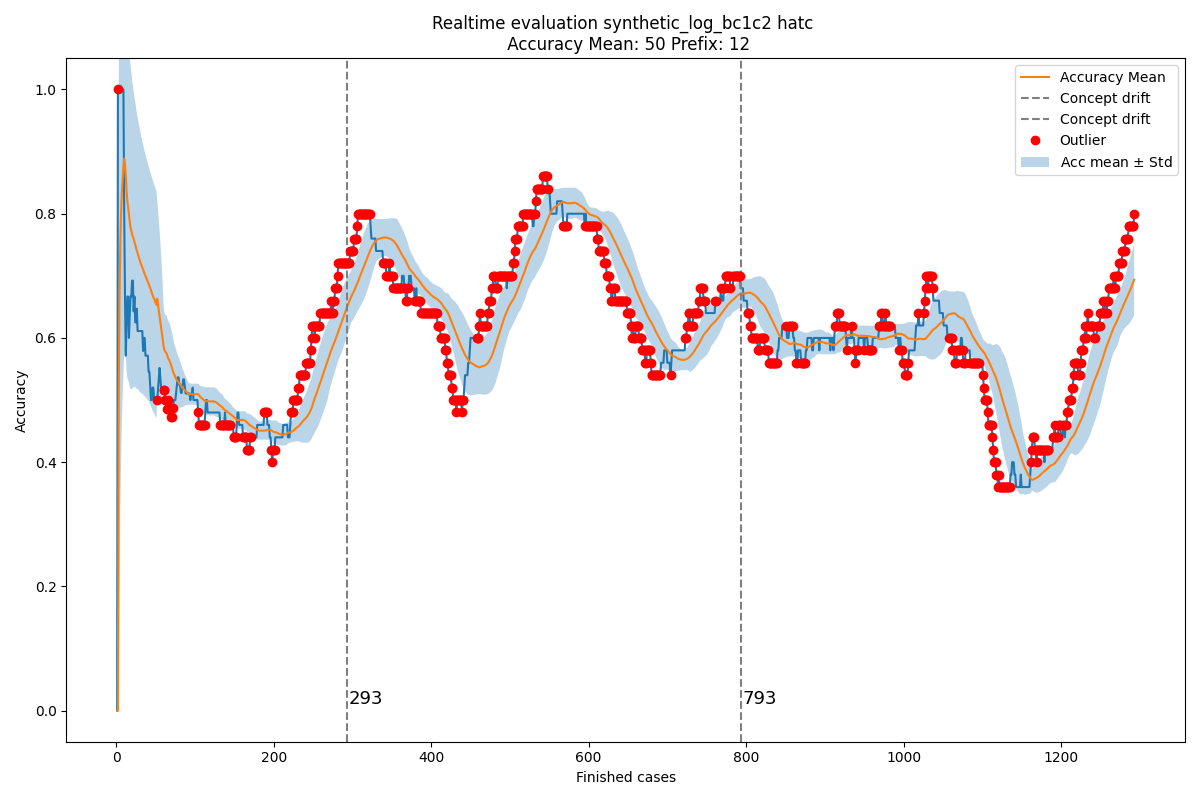 Realtime evaluation synthetic_log_bc1c2 hatc
Accuracy Mean: 50 Prefix: 12
Accuracy Mean
Concept drift
Concept drift
Outlier
Acc mean ± Std
Accuracy
1.0
0.8
0.6
0.4
0.2
0.0
293
793
0
200
400
600
800
1000
1200
Finished cases